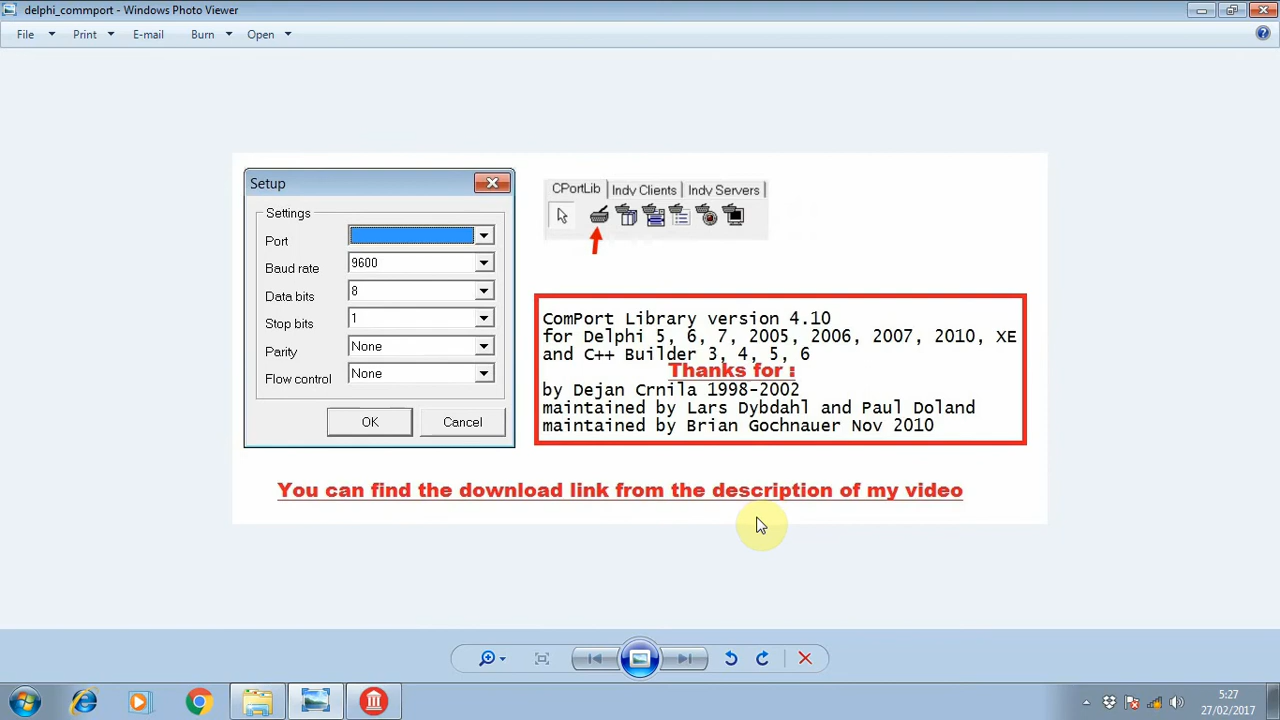 delphi_commport - Windows Photo Viewer
File Print E-mail Burn Open
Setup
Settings
Port
Baud rate 9600
Data bits 8
Stop bits 1
Parity None
Flow control None
OK Cancel
CPortLib Indy Clients Indy Servers
ComPort Library version 4.10
for Delphi 5, 6, 7, 2005, 2006, 2007, 2010, XE
and C++ Builder 3, 4, 5, 6
Thanks for :
by Dejan Crnila 1998-2002
maintained by Lars Dybdahl and Paul Doland
maintained by Brian Gochnauer Nov 2010
You can find the download link from the description of my video
5:27
27/02/2017